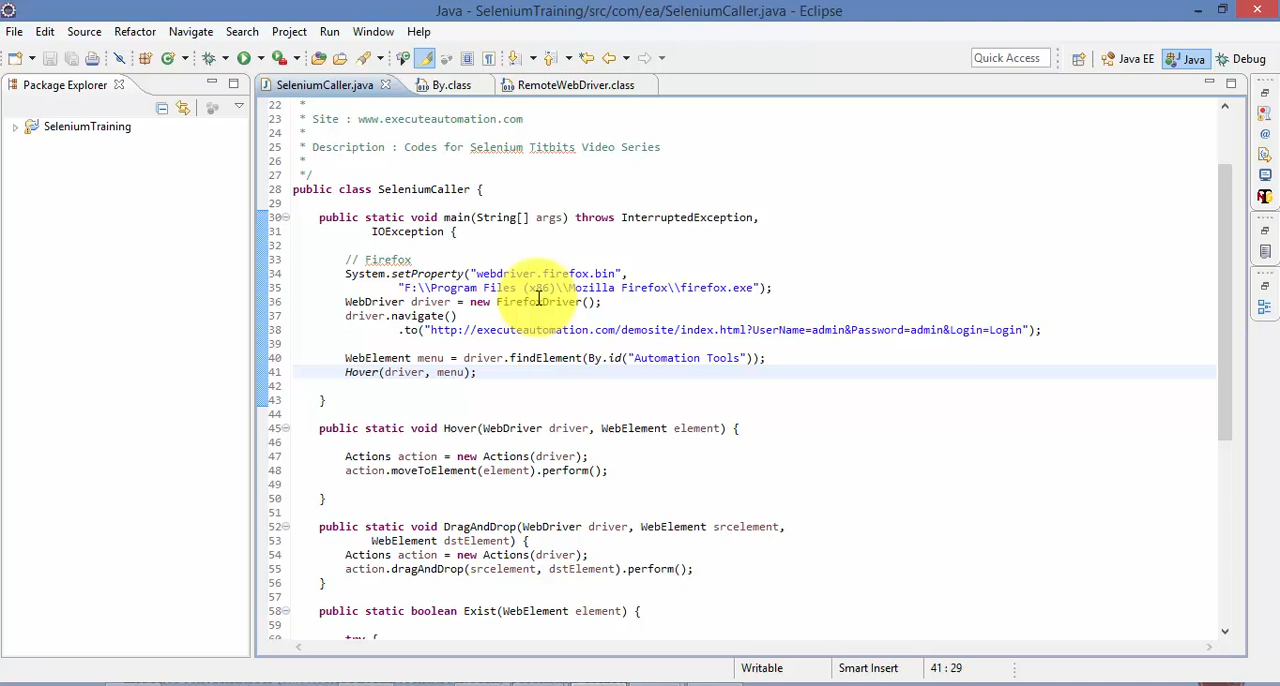 Java - SeleniumTraining/src/com/ea/SeleniumCaller.java - Eclipse
File Edit Source Refactor Navigate Search Project Run Window Help
Quick Access Java EE Java Debug
Package Explorer SeleniumCaller.java By.class RemoteWebDriver.class
SeleniumTraining
22 *
23 * Site : www.executeautomation.com
24 *
25 * Description : Codes for Selenium Titbits Video Series
26 *
27 */
28 public class SeleniumCaller {
29
30 public static void main(String[] args) throws InterruptedException,
31 IOException {
32
33 // Firefox
34 System.setProperty("webdriver.firefox.bin",
35 "F:\\Program Files (x86)\\Mozilla Firefox\\firefox.exe");
36 WebDriver driver = new FirefoxDriver();
37 driver.navigate()
38 .to("http://executeautomation.com/demosite/index.html?UserName=admin&Password=admin&Login=Login");
39
40 WebElement menu = driver.findElement(By.id("Automation Tools"));
41 Hover(driver, menu);
42
43 }
44
45 public static void Hover(WebDriver driver, WebElement element) {
46
47 Actions action = new Actions(driver);
48 action.moveToElement(element).perform();
49
50 }
51
52 public static void DragAndDrop(WebDriver driver, WebElement srcelement,
53 WebElement dstElement) {
54 Actions action = new Actions(driver);
55 action.dragAndDrop(srcelement, dstElement).perform();
56 }
57
58 public static boolean Exist(WebElement element) {
59
60 try {
Writable Smart Insert 41 : 29